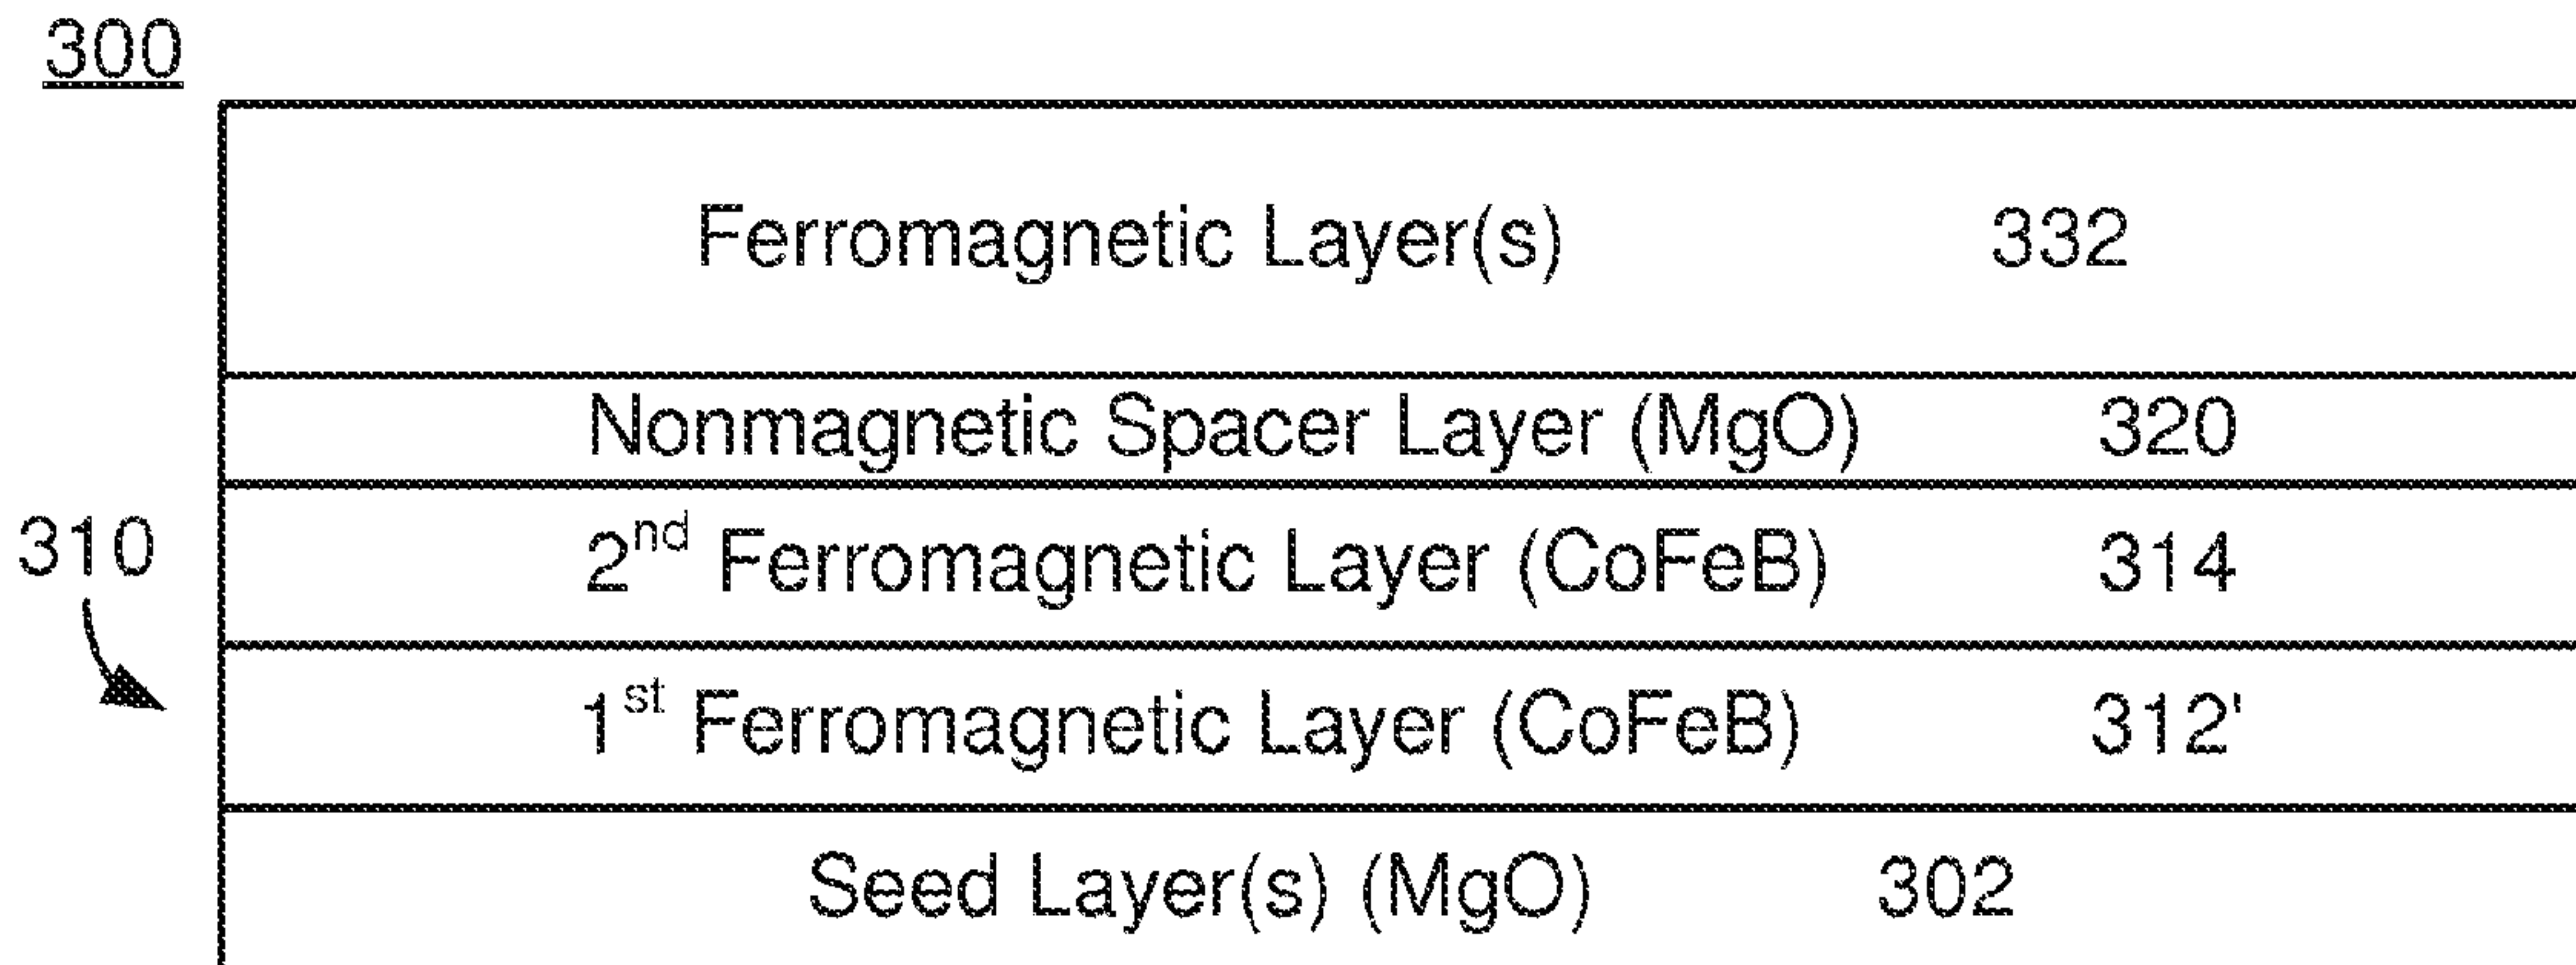 300
Ferromagnetic Layer(s) 332
Nonmagnetic Spacer Layer (MgO) 320
310
2nd Ferromagnetic Layer (CoFeB) 314
1st Ferromagnetic Layer (CoFeB) 312'
Seed Layer(s) (MgO) 302